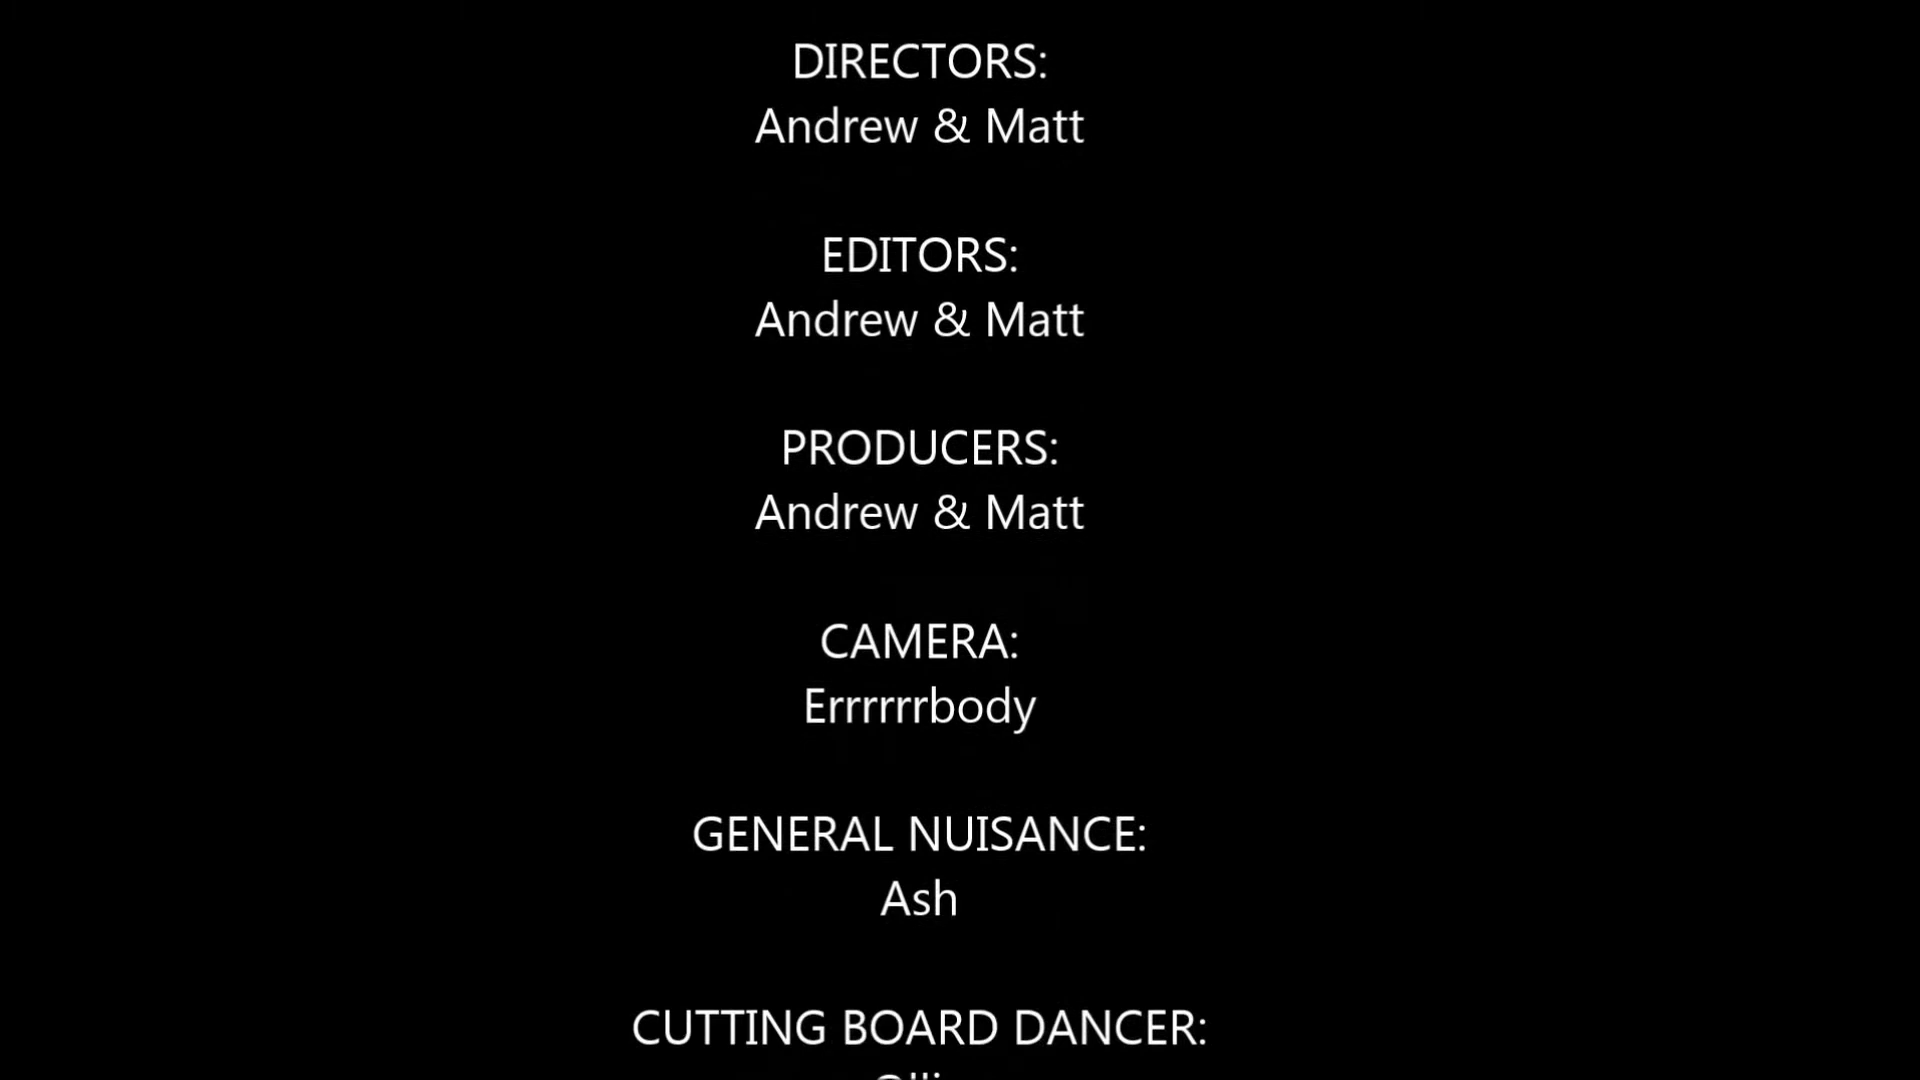 DIRECTORS:
Andrew & Matt
EDITORS:
Andrew & Matt
PRODUCERS:
Andrew & Matt
CAMERA:
Errrrrrbody
GENERAL NUISANCE:
Ash
CUTTING BOARD DANCER: